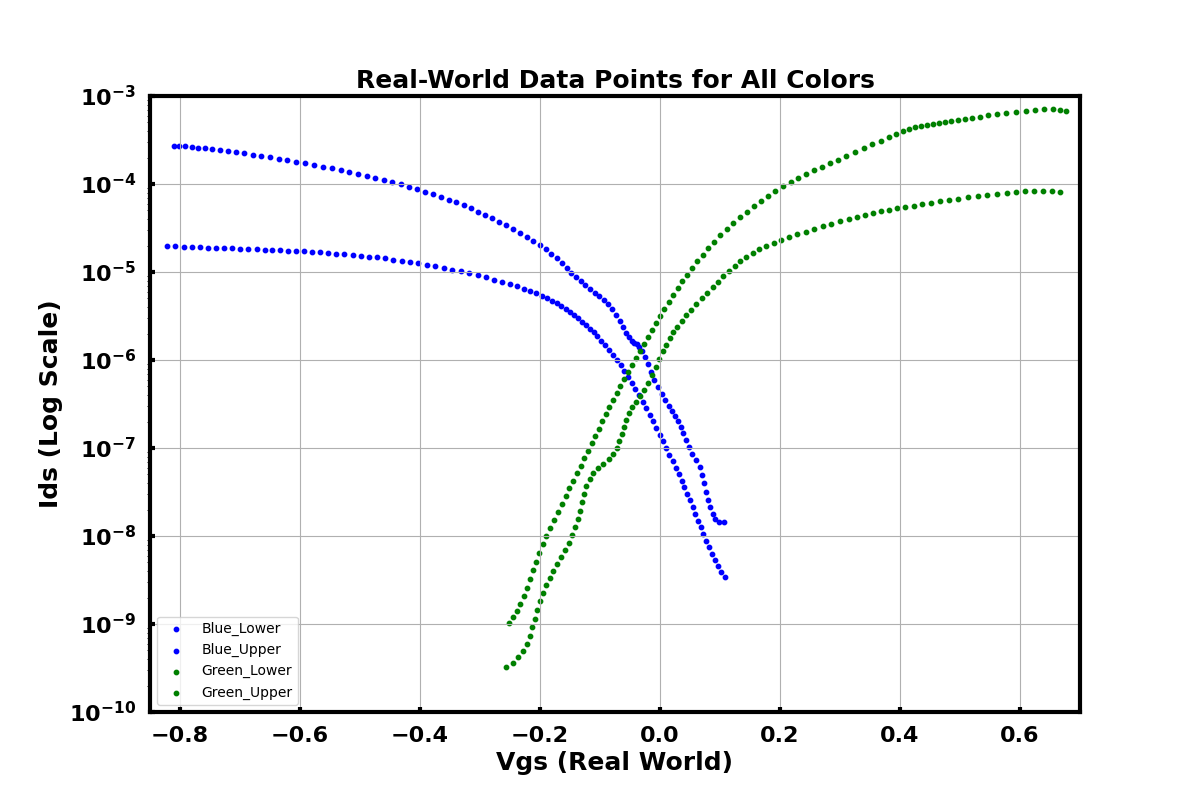 Real-World Data Points for All Colors
10⁻³
10⁻⁴
10⁻⁵
10⁻⁶
10⁻⁷
10⁻⁸
10⁻⁹
10⁻¹⁰
Ids (Log Scale)
Blue_Lower
Blue_Upper
Green_Lower
Green_Upper
−0.8 −0.6 −0.4 −0.2 0.0 0.2 0.4 0.6
Vgs (Real World)